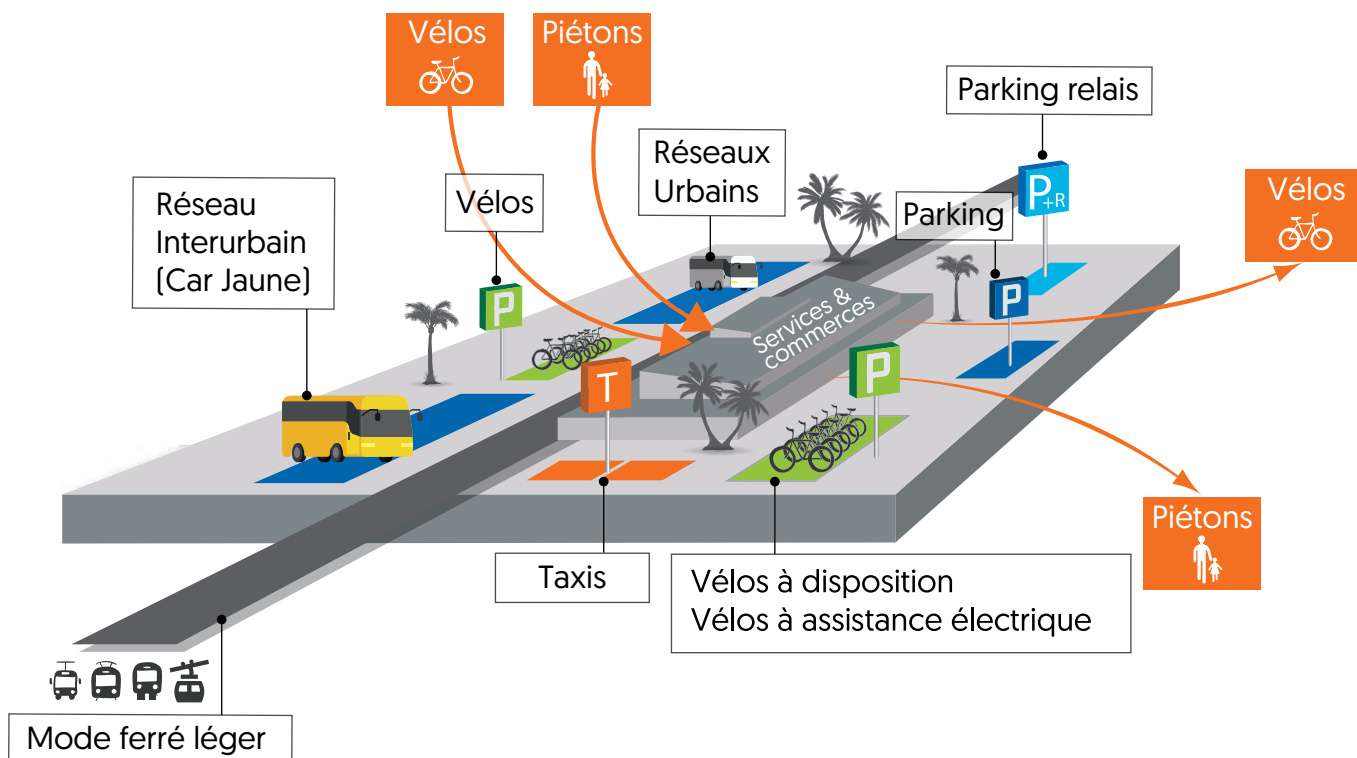 Vélos
Piétons
Parking relais
Réseaux
Urbains
Réseau
Interurbain
(Car Jaune)
Vélos
Parking
P+R
Vélos
P
P
Services &
commerces
T
P
Piétons
Taxis
Vélos à disposition
Vélos à assistance électrique
Mode ferré léger